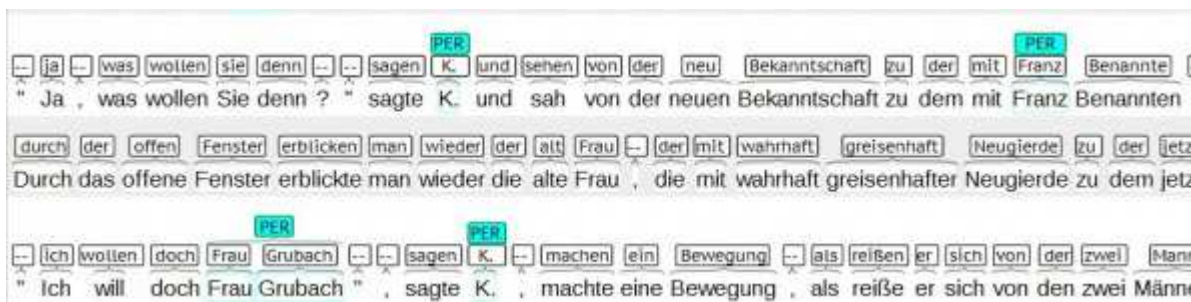 PER PER
-- ja -- was wollen sie denn -- -- sagen K. und sehen von der neu Bekanntschaft zu der mit Franz Benannte
" Ja , was wollen Sie denn ? " sagte K. und sah von der neuen Bekanntschaft zu dem mit Franz Benannten
durch der offen Fenster erblicken man wieder der alt Frau -- der mit wahrhaft greisenhaft Neugierde zu der jetz
Durch das offene Fenster erblickte man wieder die alte Frau , die mit wahrhaft greisenhafter Neugierde zu dem jetz
PER PER
-- ich wollen doch Frau Grubach -- -- sagen K. -- machen ein Bewegung -- als reißen er sich von der zwei Mann
" Ich will doch Frau Grubach " , sagte K. , machte eine Bewegung , als reiße er sich von den zwei Männe